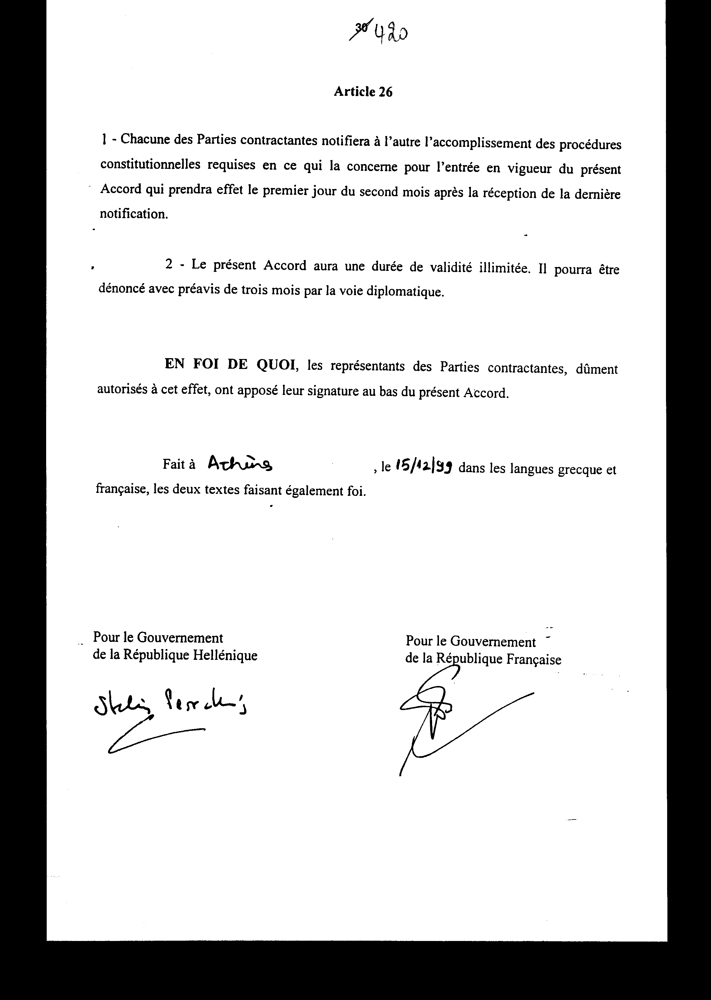 30 420
Article 26
1 - Chacune des Parties contractantes notifiera à l'autre l'accomplissement des procédures
constitutionnelles requises en ce qui la concerne pour l'entrée en vigueur du présent
Accord qui prendra effet le premier jour du second mois après la réception de la dernière
notification.
2 - Le présent Accord aura une durée de validité illimitée. Il pourra être
dénoncé avec préavis de trois mois par la voie diplomatique.
EN FOI DE QUOI, les représentants des Parties contractantes, dûment
autorisés à cet effet, ont apposé leur signature au bas du présent Accord.
Fait à Athènes , le 15/12/99 dans les langues grecque et
française, les deux textes faisant également foi.
Pour le Gouvernement
de la République Hellénique
Pour le Gouvernement
de la République Française